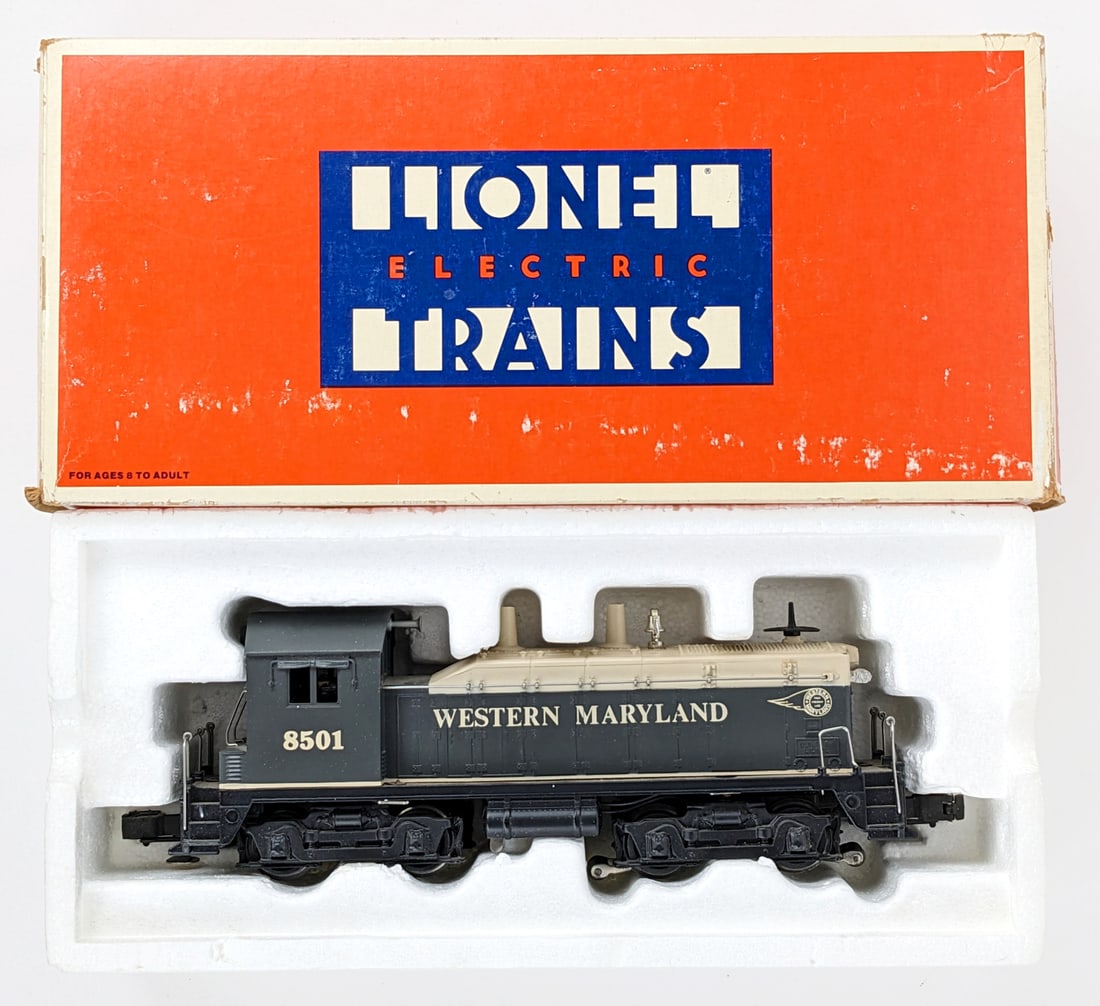 LIONEL®
ELECTRIC
TRAINS
FOR AGES 8 TO ADULT
WESTERN MARYLAND
8501